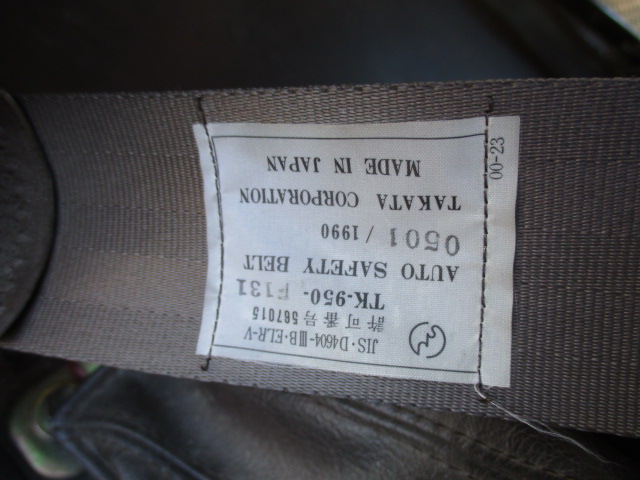 JIS・D4604-ⅢB・ELR-V
許可番号 567015
TK-950- F131
AUTO SAFETY BELT
0501 / 1990
TAKATA CORPORATION
MADE IN JAPAN
00-23